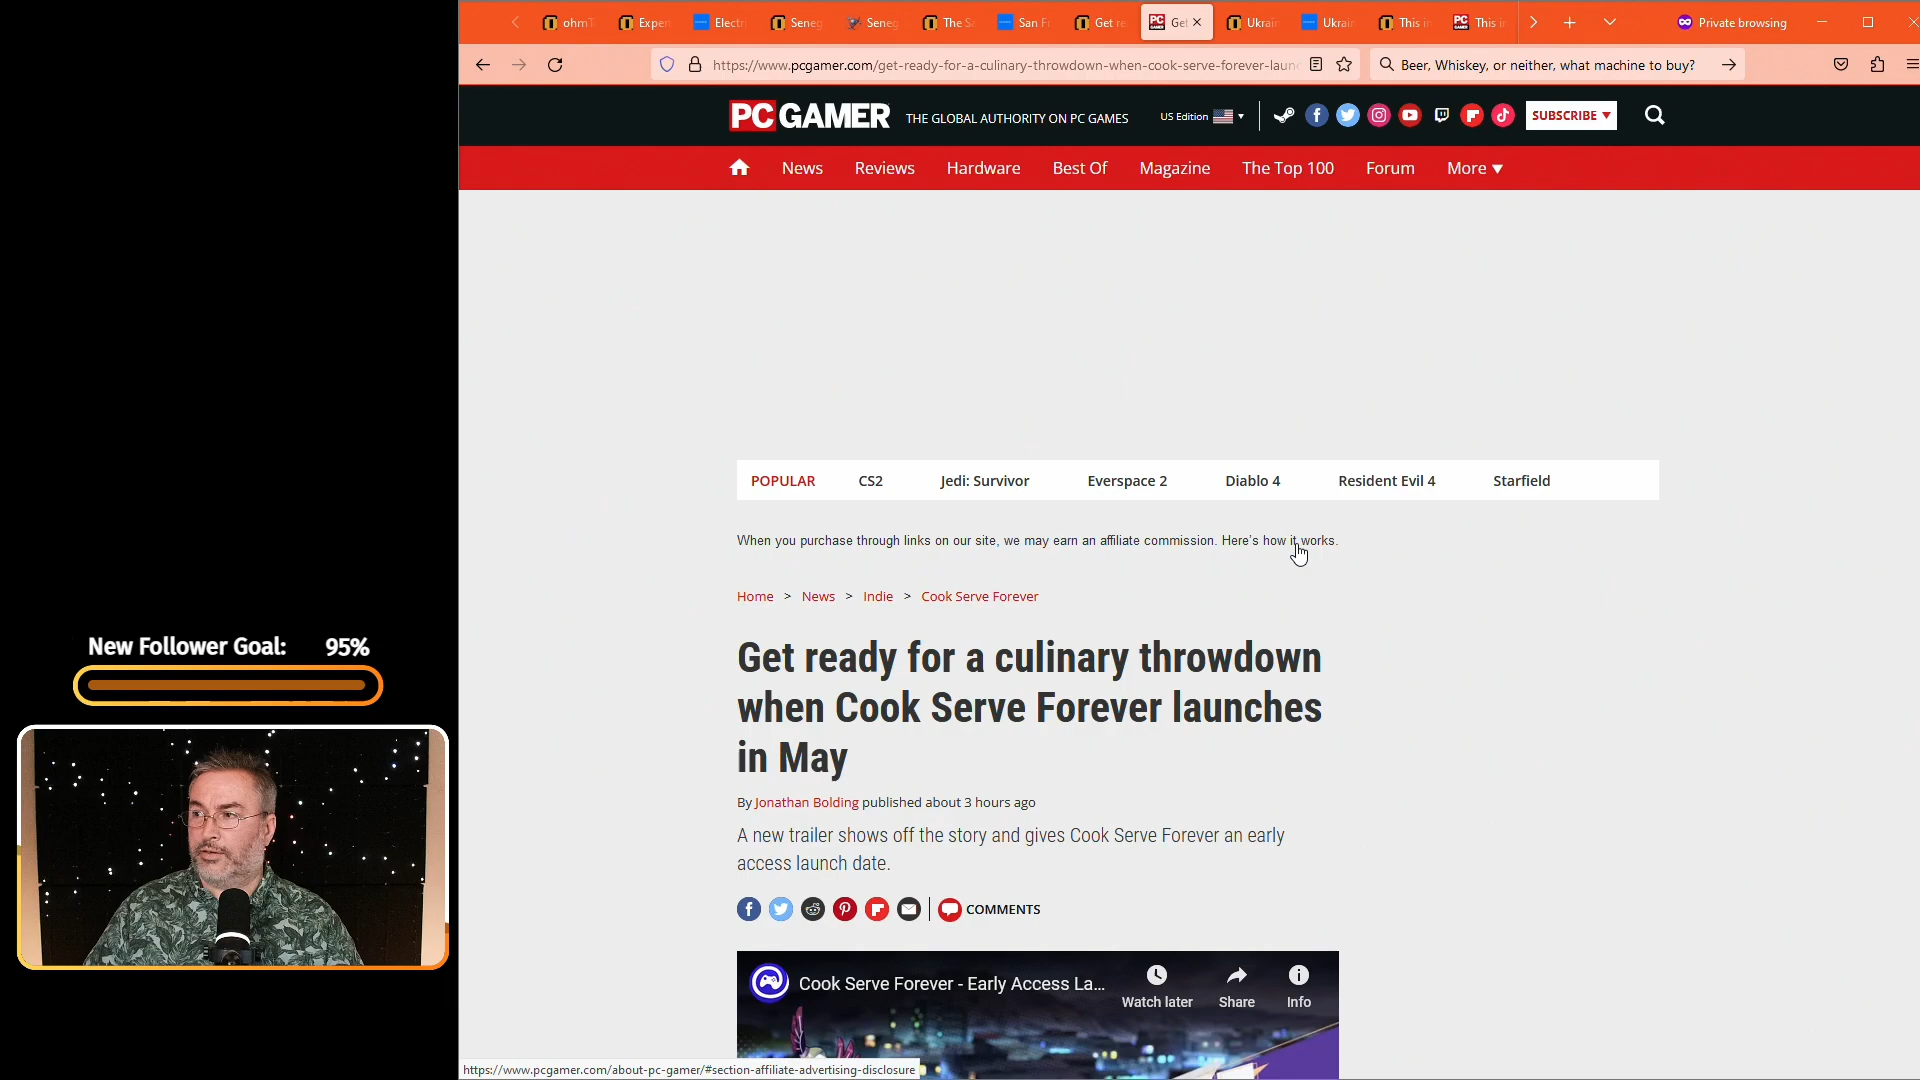 ohmT
Exper
Electri
Seneg
Seneg
The S
San Fr
Get re
Get
Ukrain
Ukrain
This in
This in
Private browsing
https://www.pcgamer.com/get-ready-for-a-culinary-throwdown-when-cook-serve-forever-laun
Beer, Whiskey, or neither, what machine to buy?
PC GAMER
THE GLOBAL AUTHORITY ON PC GAMES
US Edition
SUBSCRIBE ▼
News
Reviews
Hardware
Best Of
Magazine
The Top 100
Forum
More ▼
POPULAR
CS2
Jedi: Survivor
Everspace 2
Diablo 4
Resident Evil 4
Starfield
When you purchase through links on our site, we may earn an affiliate commission. Here's how it works.
Home > News > Indie > Cook Serve Forever
Get ready for a culinary throwdown
when Cook Serve Forever launches
in May
By Jonathan Bolding published about 3 hours ago
A new trailer shows off the story and gives Cook Serve Forever an early
access launch date.
COMMENTS
Cook Serve Forever - Early Access La...
Watch later
Share
Info
https://www.pcgamer.com/about-pc-gamer/#section-affiliate-advertising-disclosure
New Follower Goal: 95%